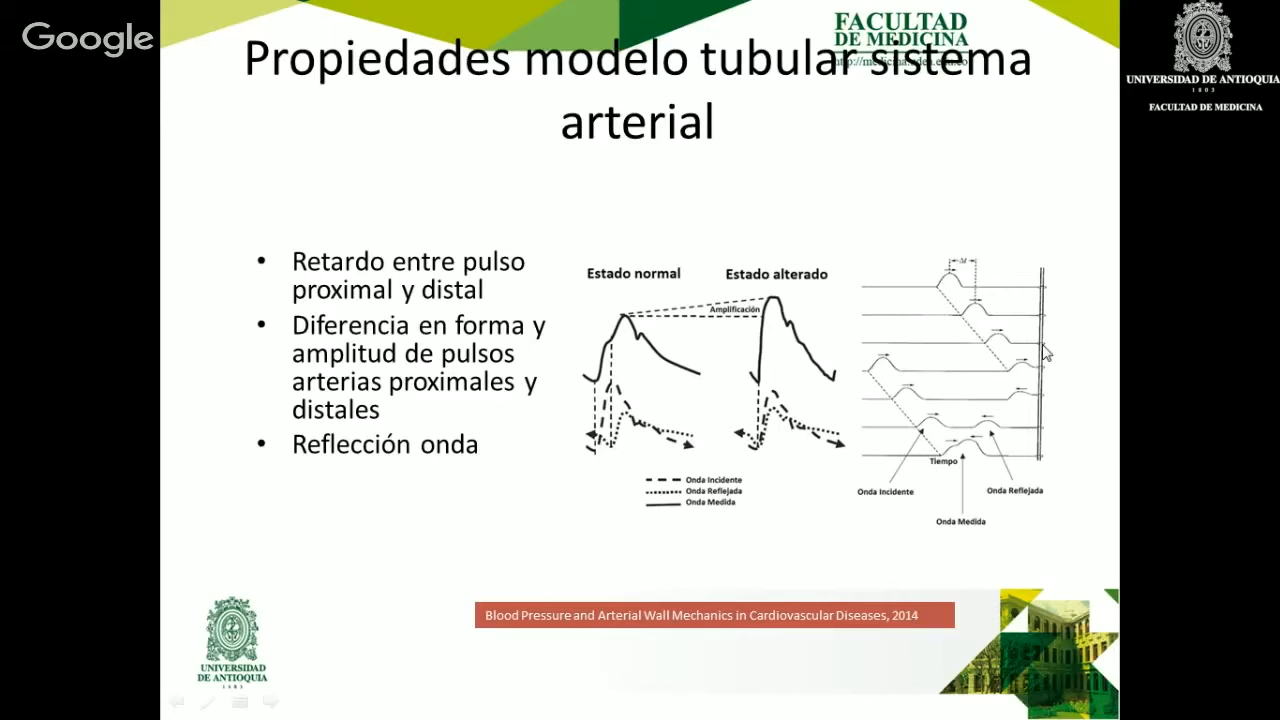 Google
FACULTAD
DE MEDICINA
Propiedades modelo tubular sistema
arterial
UNIVERSIDAD DE ANTIOQUIA
1803
FACULTAD DE MEDICINA
• Retardo entre pulso
proximal y distal
• Diferencia en forma y
amplitud de pulsos
arterias proximales y
distales
• Reflección onda
Estado normal
Estado alterado
Amplificación
Onda Incidente
Onda Reflejada
Onda Medida
Δt
Tiempo
Onda Incidente
Onda Reflejada
Onda Medida
Blood Pressure and Arterial Wall Mechanics in Cardiovascular Diseases, 2014
UNIVERSIDAD
DE ANTIOQUIA
1803